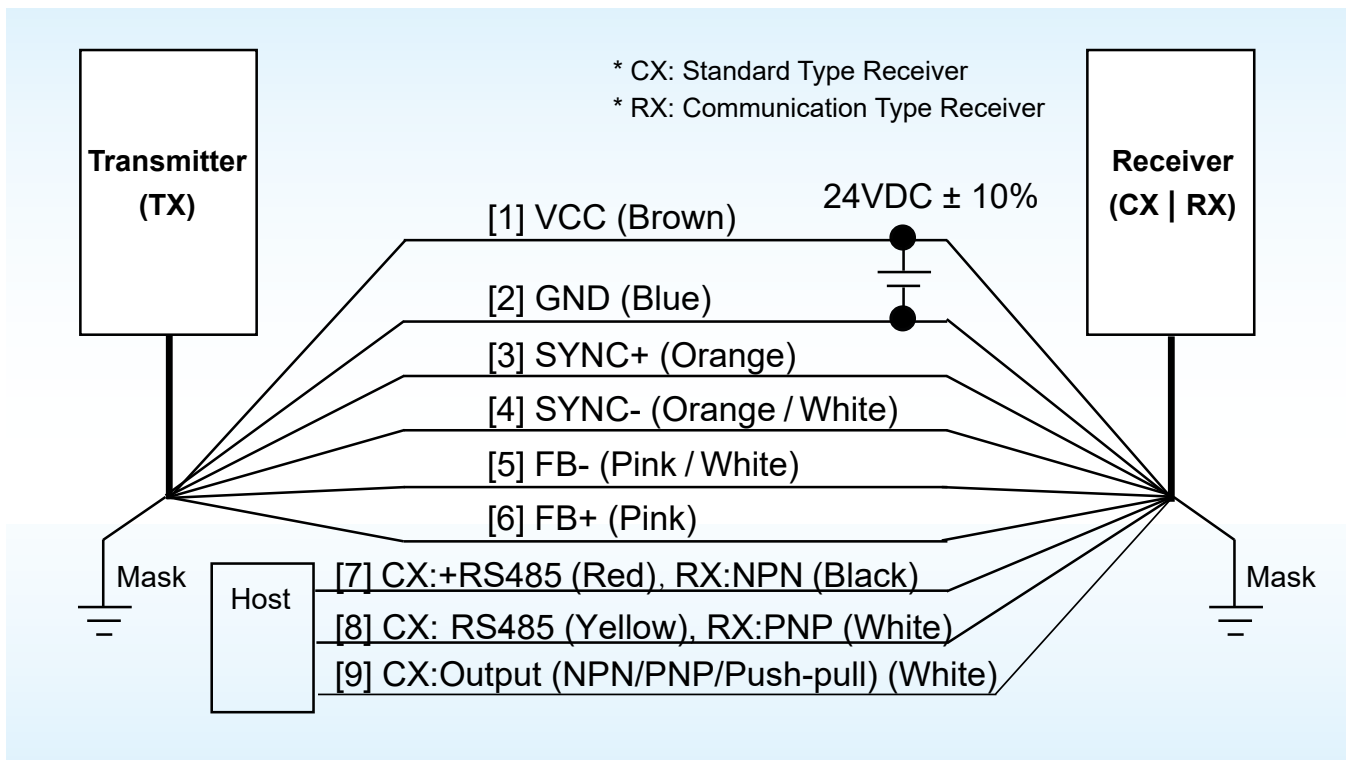 * CX: Standard Type Receiver
* RX: Communication Type Receiver
Transmitter
(TX)
Receiver
(CX | RX)
24VDC ± 10%
[1] VCC (Brown)
[2] GND (Blue)
[3] SYNC+ (Orange)
[4] SYNC- (Orange / White)
[5] FB- (Pink / White)
[6] FB+ (Pink)
Mask
Mask
Host
[7] CX:+RS485 (Red), RX:NPN (Black)
[8] CX: RS485 (Yellow), RX:PNP (White)
[9] CX:Output (NPN/PNP/Push-pull) (White)